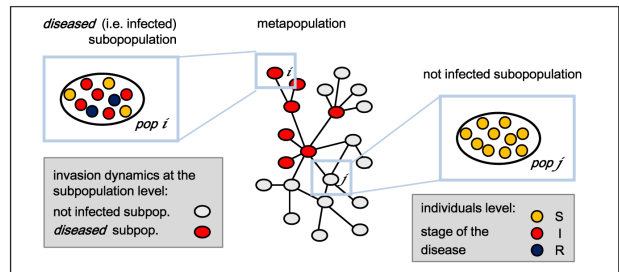 diseased (i.e. infected)
subopopulation
metapopulation
i
not infected subpopulation
pop i
j
pop j
invasion dynamics at the
subpopulation level:
not infected subpop.
diseased subpop.
individuals level:
stage of the
disease
S
I
R